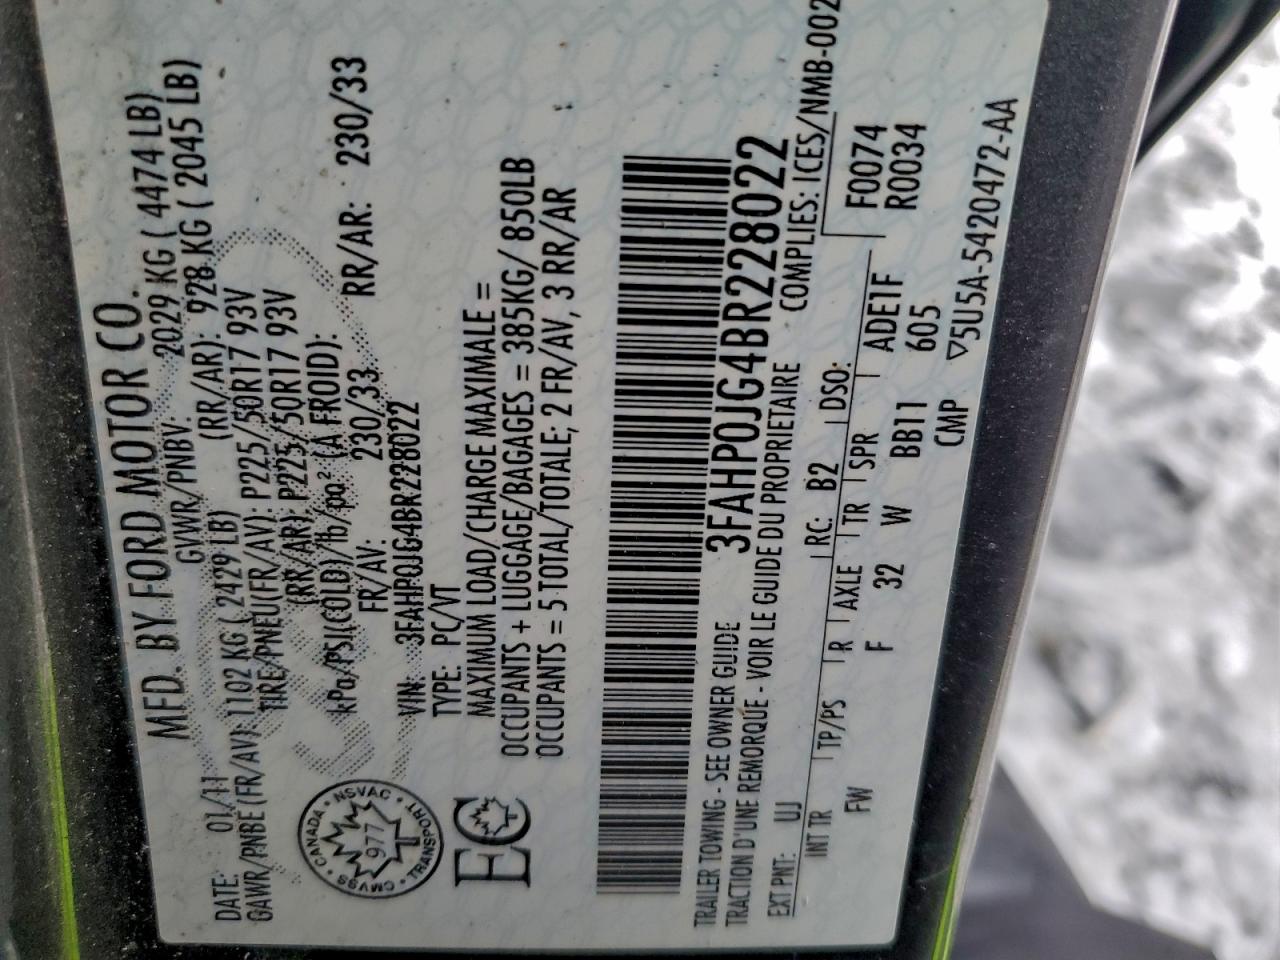 MFD. BY FORD MOTOR CO.
DATE: 01/11 GVWR/PNBV: 2029 KG ( 4474 LB)
GAWR/PNBE (FR/AV): 1102 KG ( 2429 LB) (RR/AR): 928 KG ( 2045 LB)
TIRE/PNEU(FR/AV): P225/50R17 93V
(RR/AR): P225/50R17 93V
kPa/PSI(COLD)/lb/po² (A FROID):
FR/AV: 230/33 RR/AR: 230/33
VIN: 3FAHP0JG4BR228022
TYPE: PC/VT
MAXIMUM LOAD/CHARGE MAXIMALE =
OCCUPANTS + LUGGAGE/BAGAGES = 385KG/ 850LB
OCCUPANTS = 5 TOTAL/TOTALE; 2 FR/AV, 3 RR/AR
CANADA • NSVAC • TRANSPORT • CMVSS •
977
EC
3FAHP0JG4BR228022
TRAILER TOWING - SEE OWNER GUIDE
TRACTION D'UNE REMORQUE - VOIR LE GUIDE DU PROPRIETAIRE COMPLIES: ICES/NMB-002
EXT PNT: UJ RC: B2 DSO:
INT TR TP/PS R AXLE TR SPR
FW F 32 W BB11 ADE1F F0074
605 R0034
CMP ▽5U5A-5420472-AA